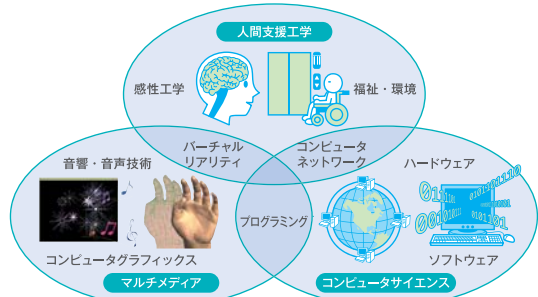 人間支援工学
感性工学
福祉・環境
バーチャル
リアリティ
コンピュータ
ネットワーク
音響・音声技術
ハードウェア
プログラミング
コンピュータグラフィックス
ソフトウェア
マルチメディア
コンピュータサイエンス